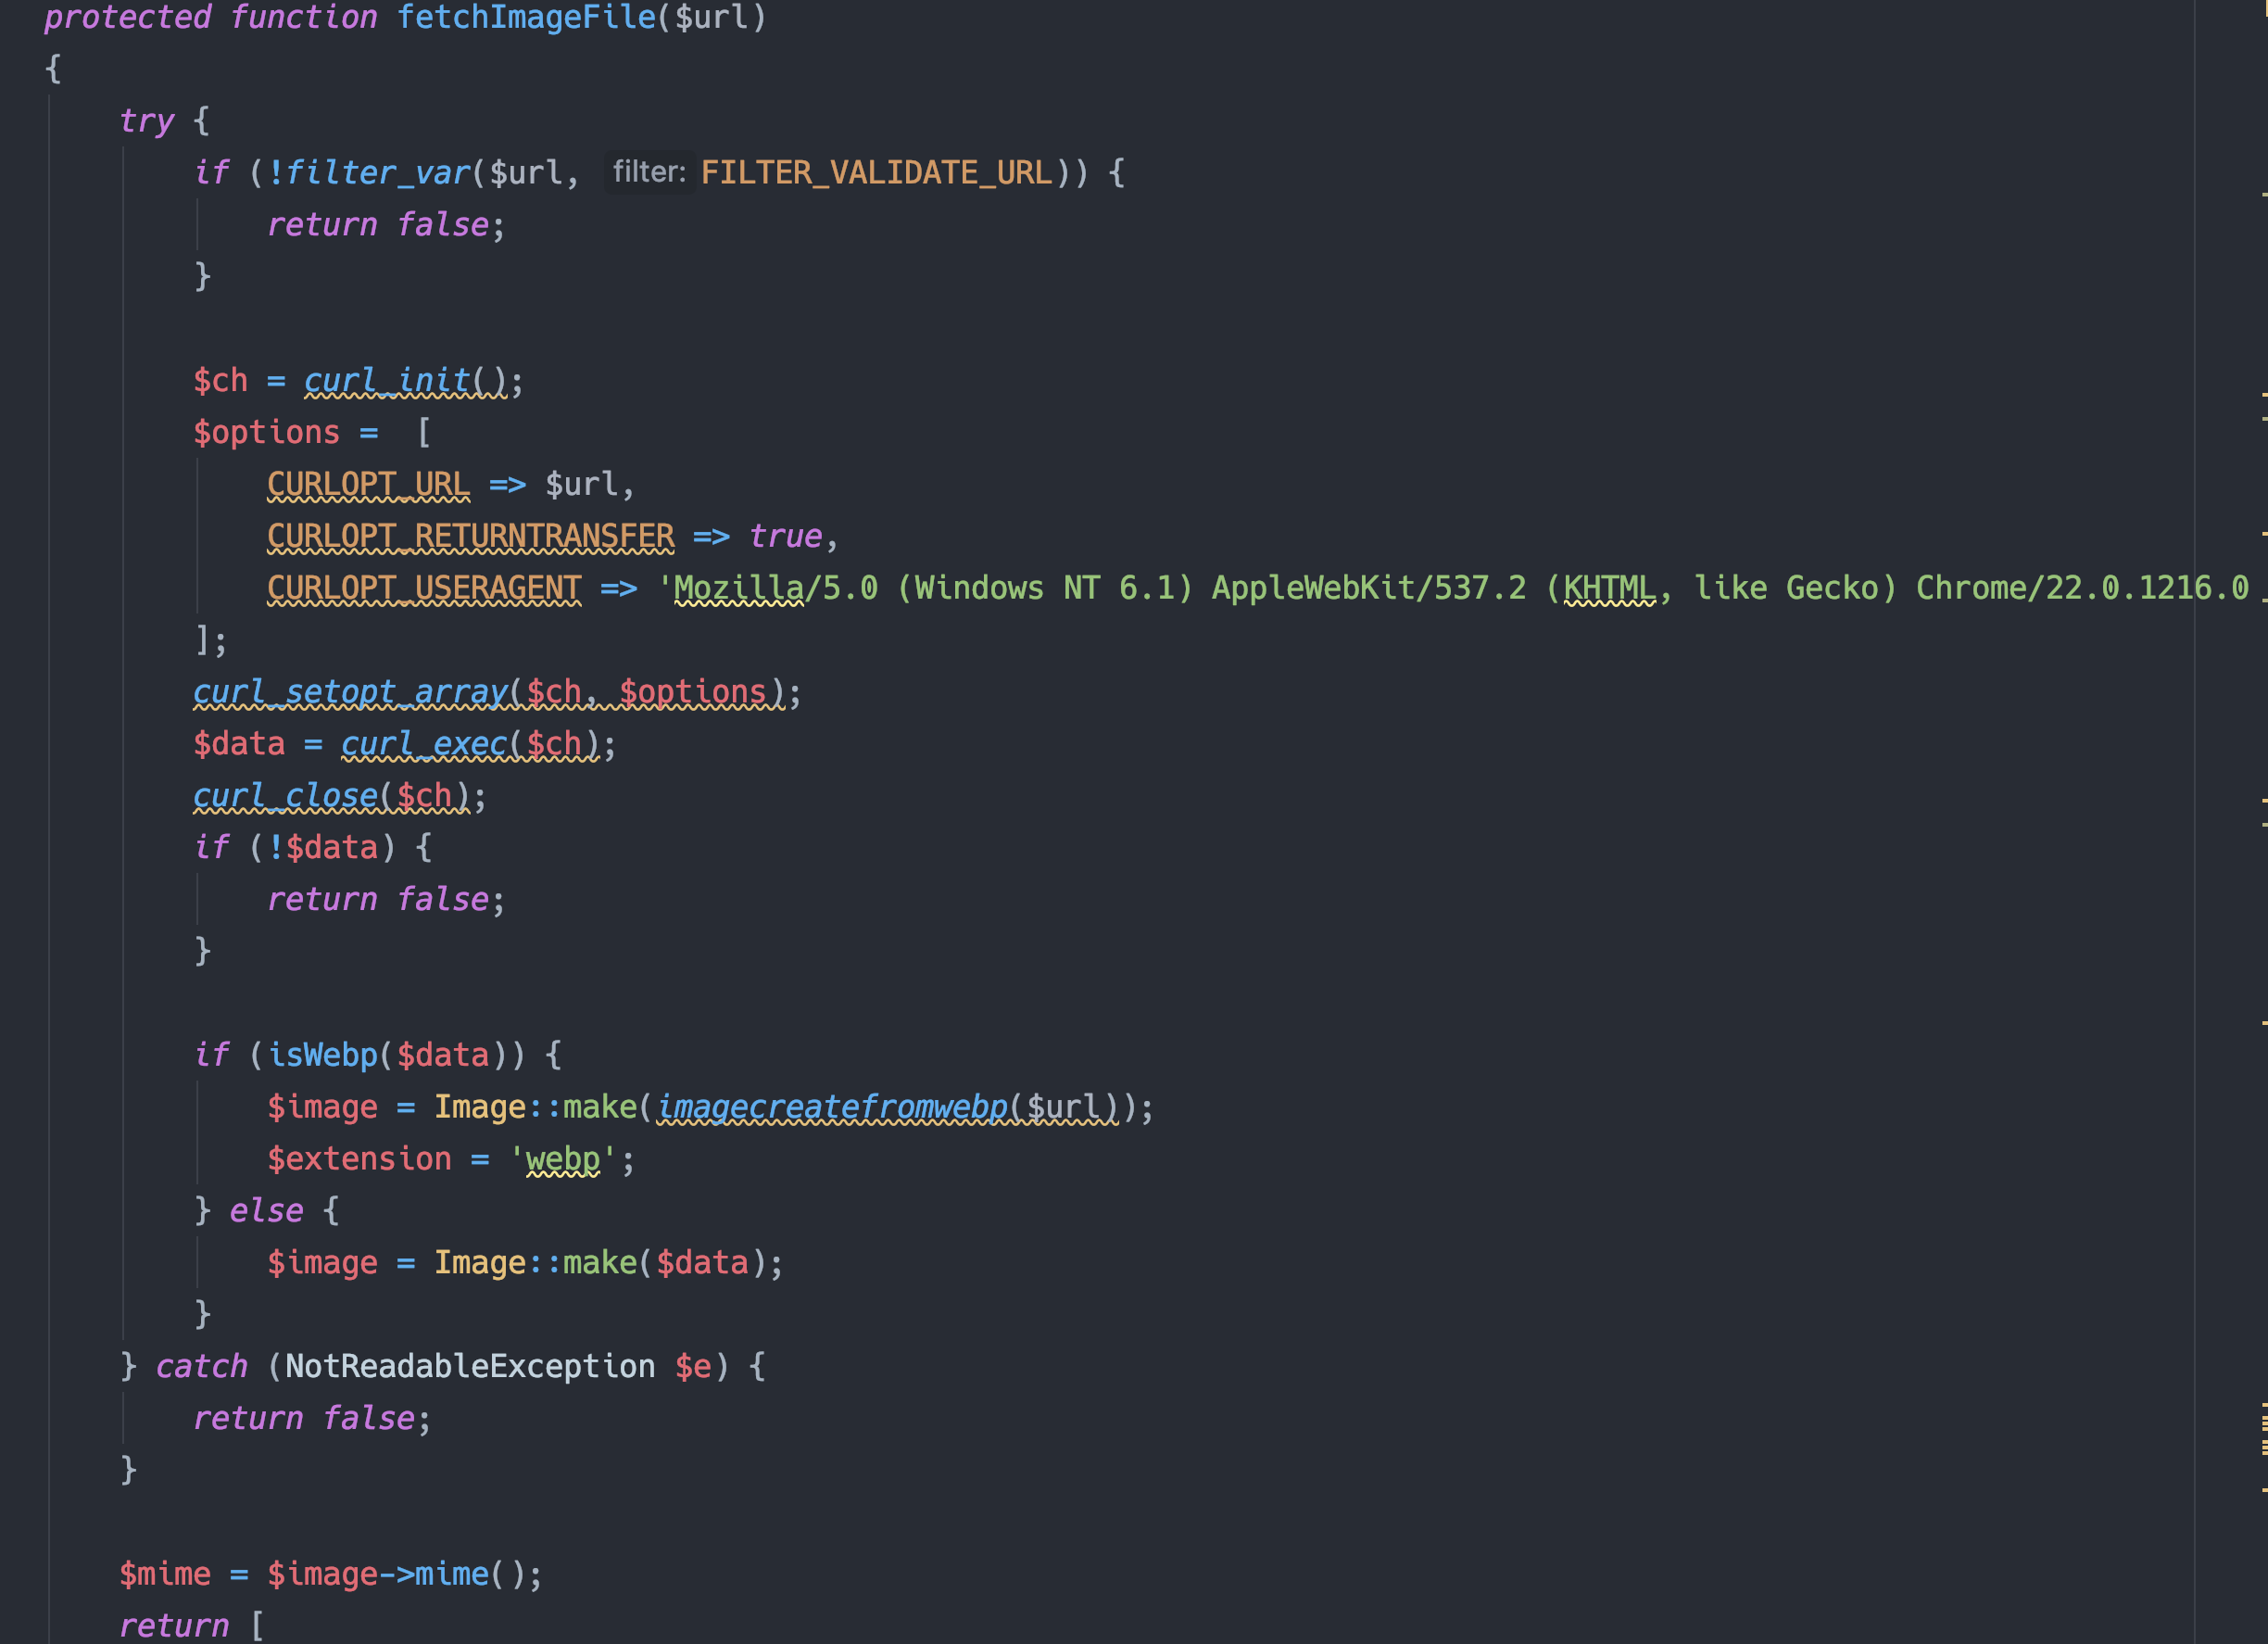 protected function fetchImageFile($url)
{
    try {
        if (!filter_var($url, filter: FILTER_VALIDATE_URL)) {
            return false;
        }

        $ch = curl_init();
        $options =  [
            CURLOPT_URL => $url,
            CURLOPT_RETURNTRANSFER => true,
            CURLOPT_USERAGENT => 'Mozilla/5.0 (Windows NT 6.1) AppleWebKit/537.2 (KHTML, like Gecko) Chrome/22.0.1216.0
        ];
        curl_setopt_array($ch, $options);
        $data = curl_exec($ch);
        curl_close($ch);
        if (!$data) {
            return false;
        }

        if (isWebp($data)) {
            $image = Image::make(imagecreatefromwebp($url));
            $extension = 'webp';
        } else {
            $image = Image::make($data);
        }
    } catch (NotReadableException $e) {
        return false;
    }

    $mime = $image->mime();
    return [